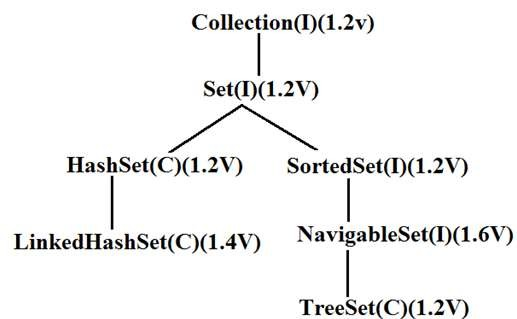 Collection(I)(1.2v)
Set(I)(1.2V)
HashSet(C)(1.2V)
SortedSet(I)(1.2V)
LinkedHashSet(C)(1.4V)
NavigableSet(I)(1.6V)
TreeSet(C)(1.2V)